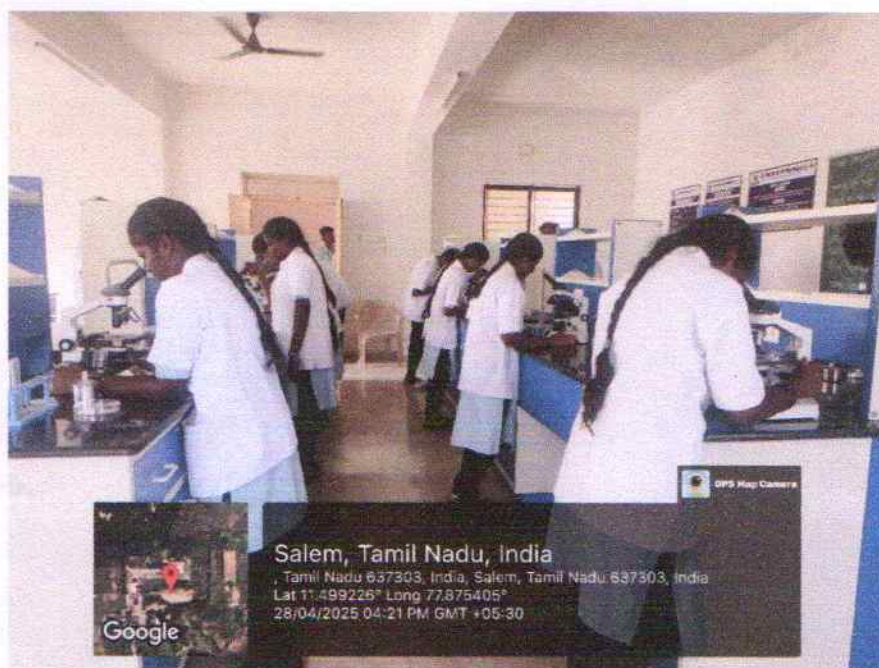 GPS Map Camera
Salem, Tamil Nadu, India
, Tamil Nadu 637303, India, Salem, Tamil Nadu 637303, India
Lat 11.499226° Long 77.875405°
28/04/2025 04:21 PM GMT +05:30
Google